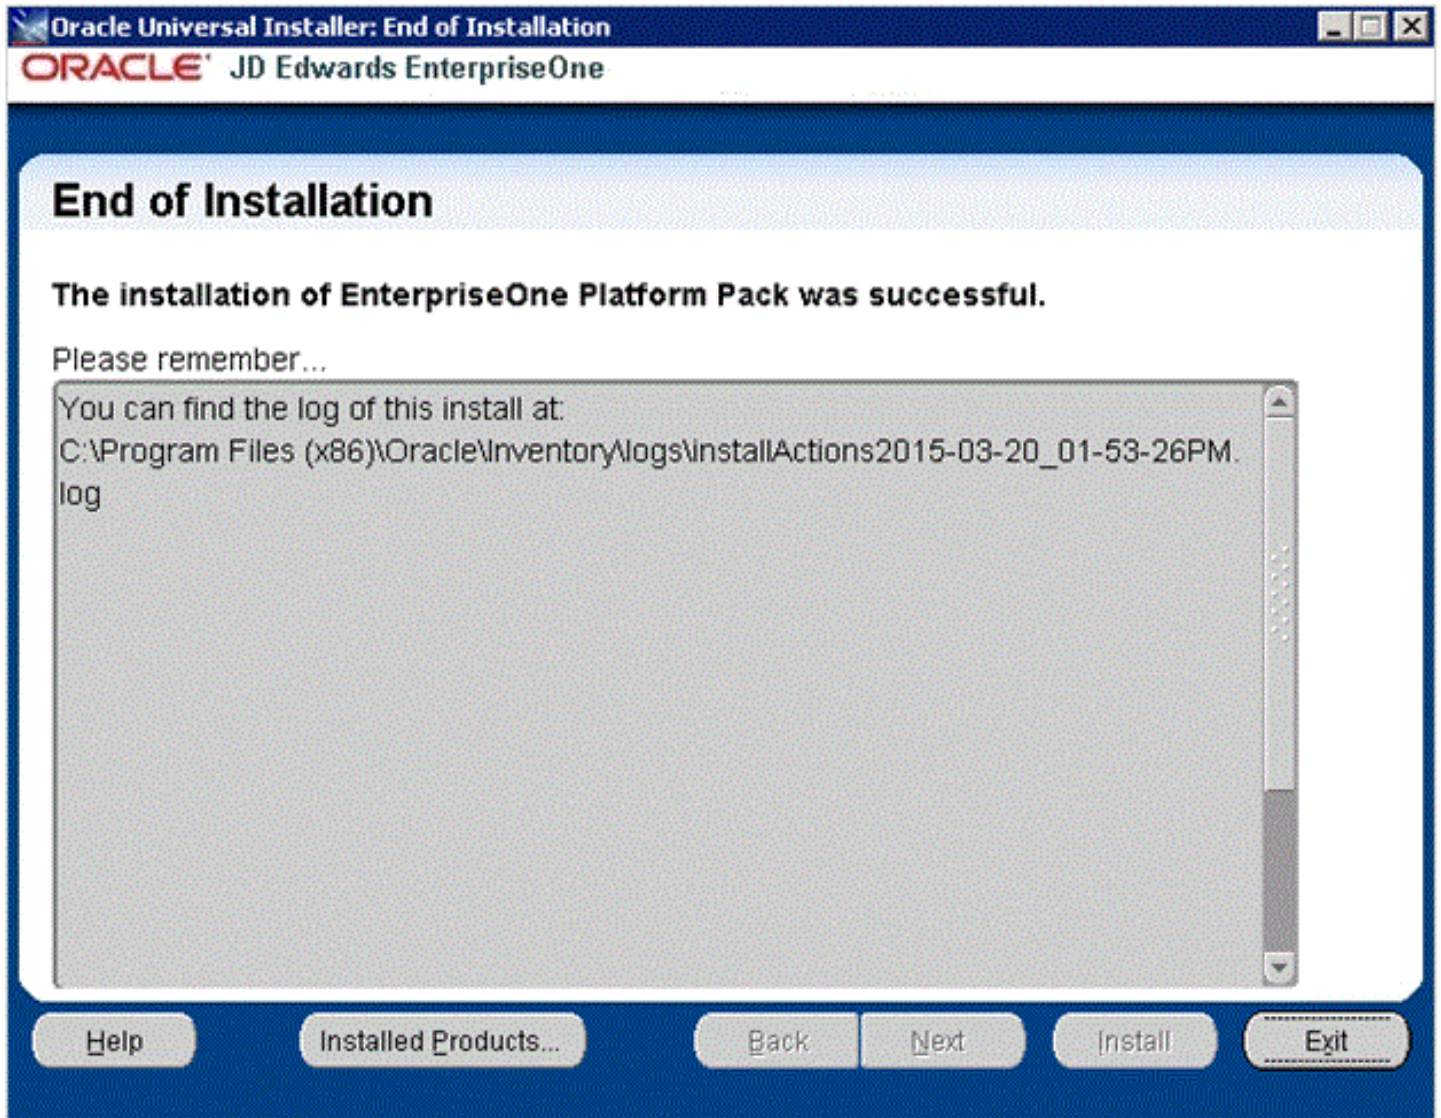 Oracle Universal Installer: End of Installation
ORACLE JD Edwards EnterpriseOne
End of Installation
The installation of EnterpriseOne Platform Pack was successful.
Please remember...
You can find the log of this install at:
C:\Program Files (x86)\Oracle\Inventory\logs\installActions2015-03-20_01-53-26PM.
log
Help Installed Products... Back Next Install Exit